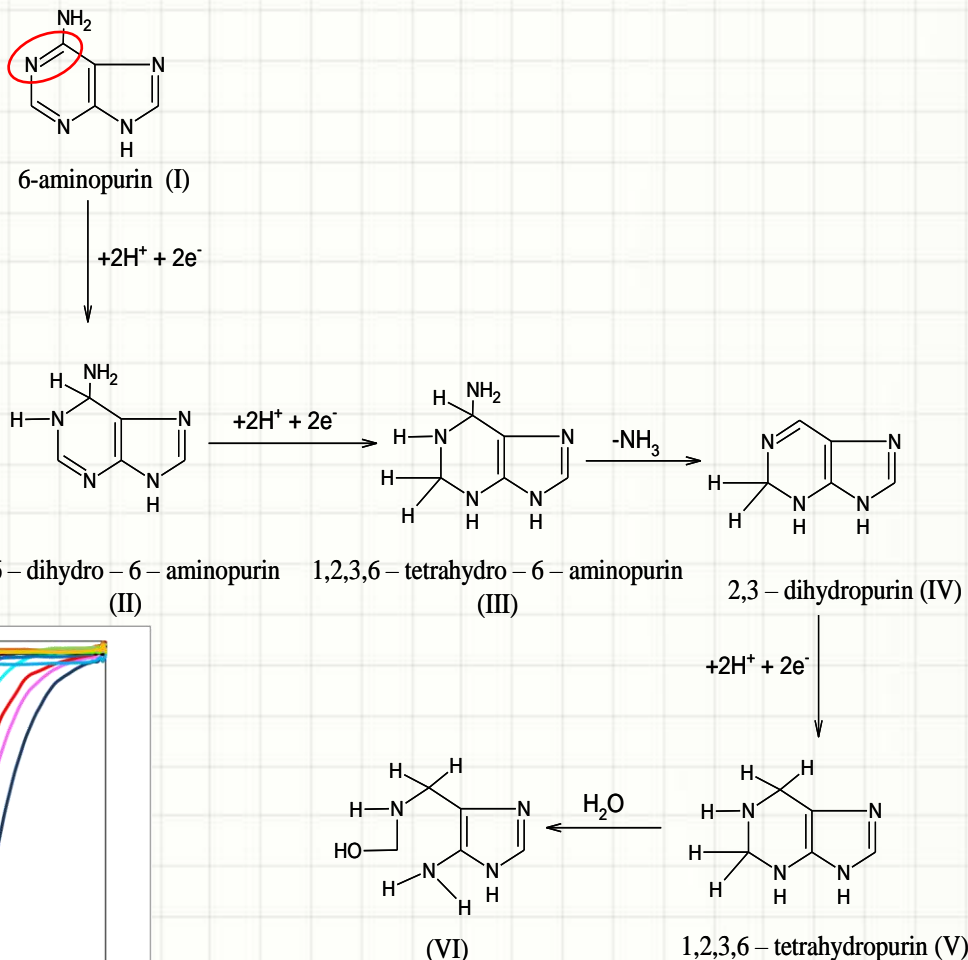 NH2
N
N
N
N
H
6-aminopurin (I)
+2H+ + 2e-
H
NH2
H
N
N
N
N
H
+2H+ + 2e-
H
NH2
H
N
N
H
H
N
H
N
H
-NH3
N
N
H
H
N
H
N
H
– dihydro – 6 – aminopurin
(II)
1,2,3,6 – tetrahydro – 6 – aminopurin
(III)
2,3 – dihydropurin (IV)
+2H+ + 2e-
H
H
H
N
N
H
H
N
H
N
H
1,2,3,6 – tetrahydropurin (V)
H2O
H
H
H
N
N
HO
N
H
H
N
H
(VI)